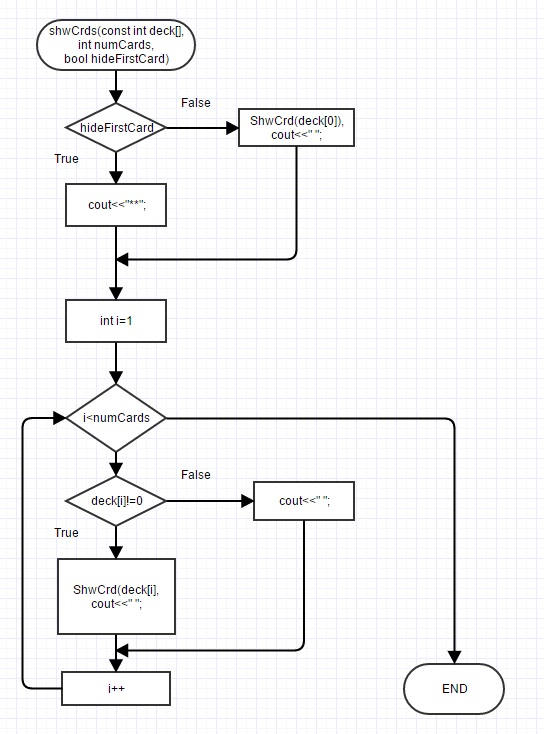 shwCrds(const int deck[],
int numCards,
bool hideFirstCard)
False
hideFirstCard
ShwCrd(deck[0]),
cout<<" ";
True
cout<<"**";
int i=1
i<numCards
False
deck[i]!=0
cout<<" ";
True
ShwCrd(deck[i],
cout<<" ";
i++
END